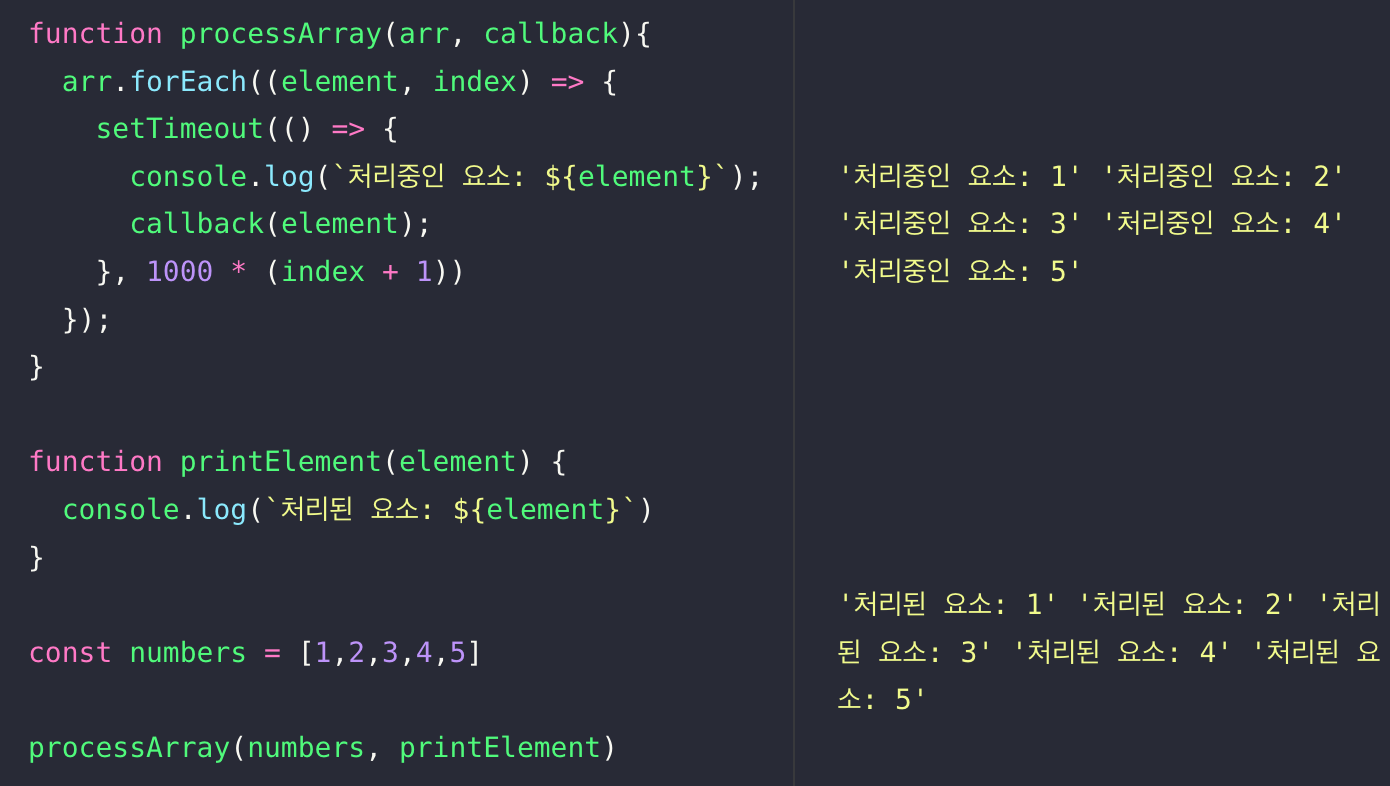 function processArray(arr, callback){
  arr.forEach((element, index) => {
    setTimeout(() => {
      console.log(`처리중인 요소: ${element}`);
      callback(element);
    }, 1000 * (index + 1))
  });
}

function printElement(element) {
  console.log(`처리된 요소: ${element}`)
}

const numbers = [1,2,3,4,5]

processArray(numbers, printElement)

'처리중인 요소: 1' '처리중인 요소: 2'
'처리중인 요소: 3' '처리중인 요소: 4'
'처리중인 요소: 5'

'처리된 요소: 1' '처리된 요소: 2' '처리
된 요소: 3' '처리된 요소: 4' '처리된 요
소: 5'